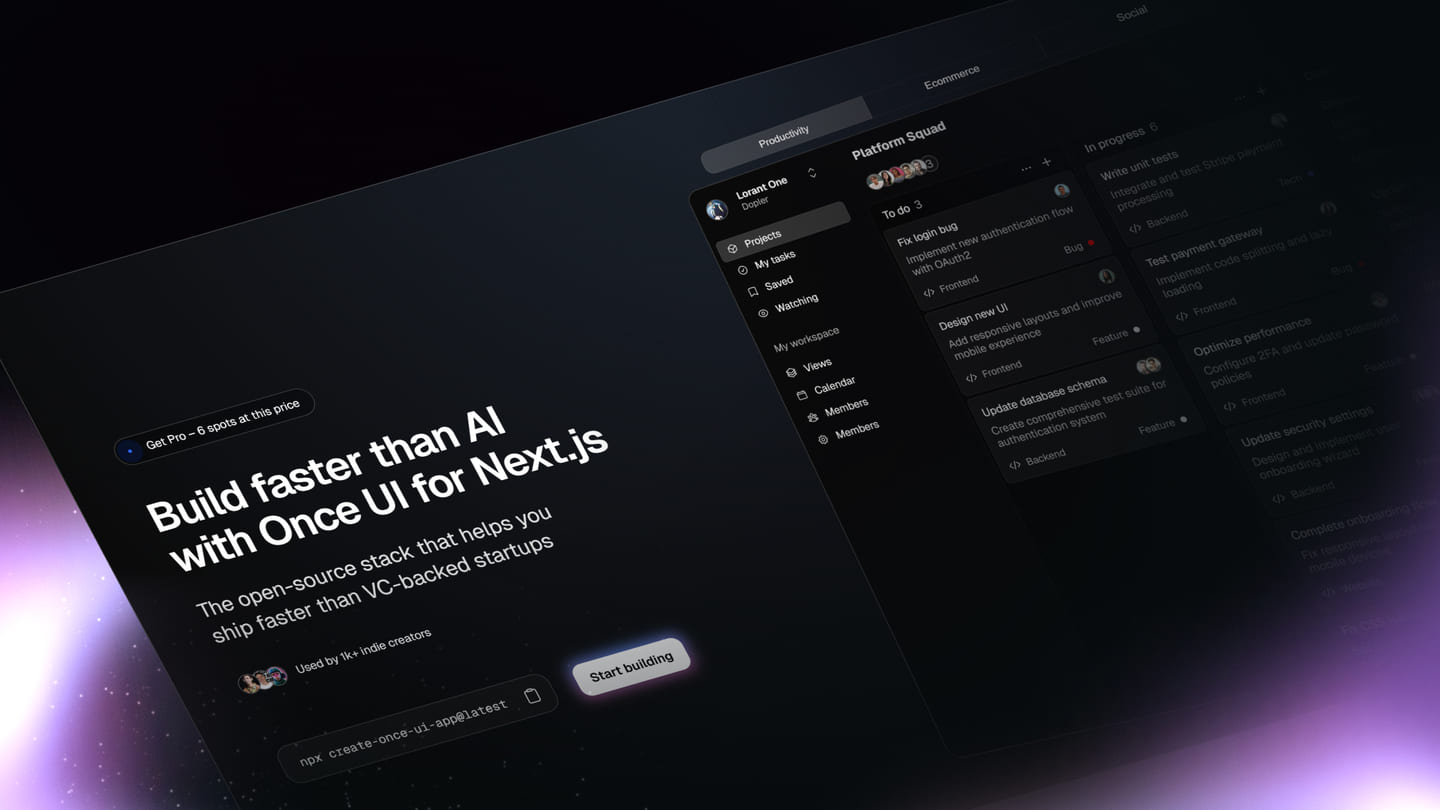 Social
Ecommerce
Productivity
Get Pro – 6 spots at this price
Build faster than AI
with Once UI for Next.js
The open-source stack that helps you
ship faster than VC-backed startups
Used by 1k+ indie creators
npx create-once-ui-app@latest
Start building
Lorant One
Dopler
Projects
My tasks
Saved
Watching
My workspace
Views
Calendar
Members
Members
Platform Squad
To do 3
Fix login bug
Implement new authentication flow
with OAuth2
Frontend
Bug
Design new UI
Add responsive layouts and improve
mobile experience
Frontend
Feature
Update database schema
Create comprehensive test suite for
authentication system
Backend
Feature
In progress 6
Write unit tests
Integrate and test Stripe payment
processing
Backend
Tech
Test payment gateway
Implement code splitting and lazy
loading
Frontend
Bug
Optimize performance
Configure 2FA and update password
policies
Frontend
Feature
Update security settings
Design and implement user
onboarding wizard
Backend
Complete onboarding flow
Fix responsive layout
mobile devices